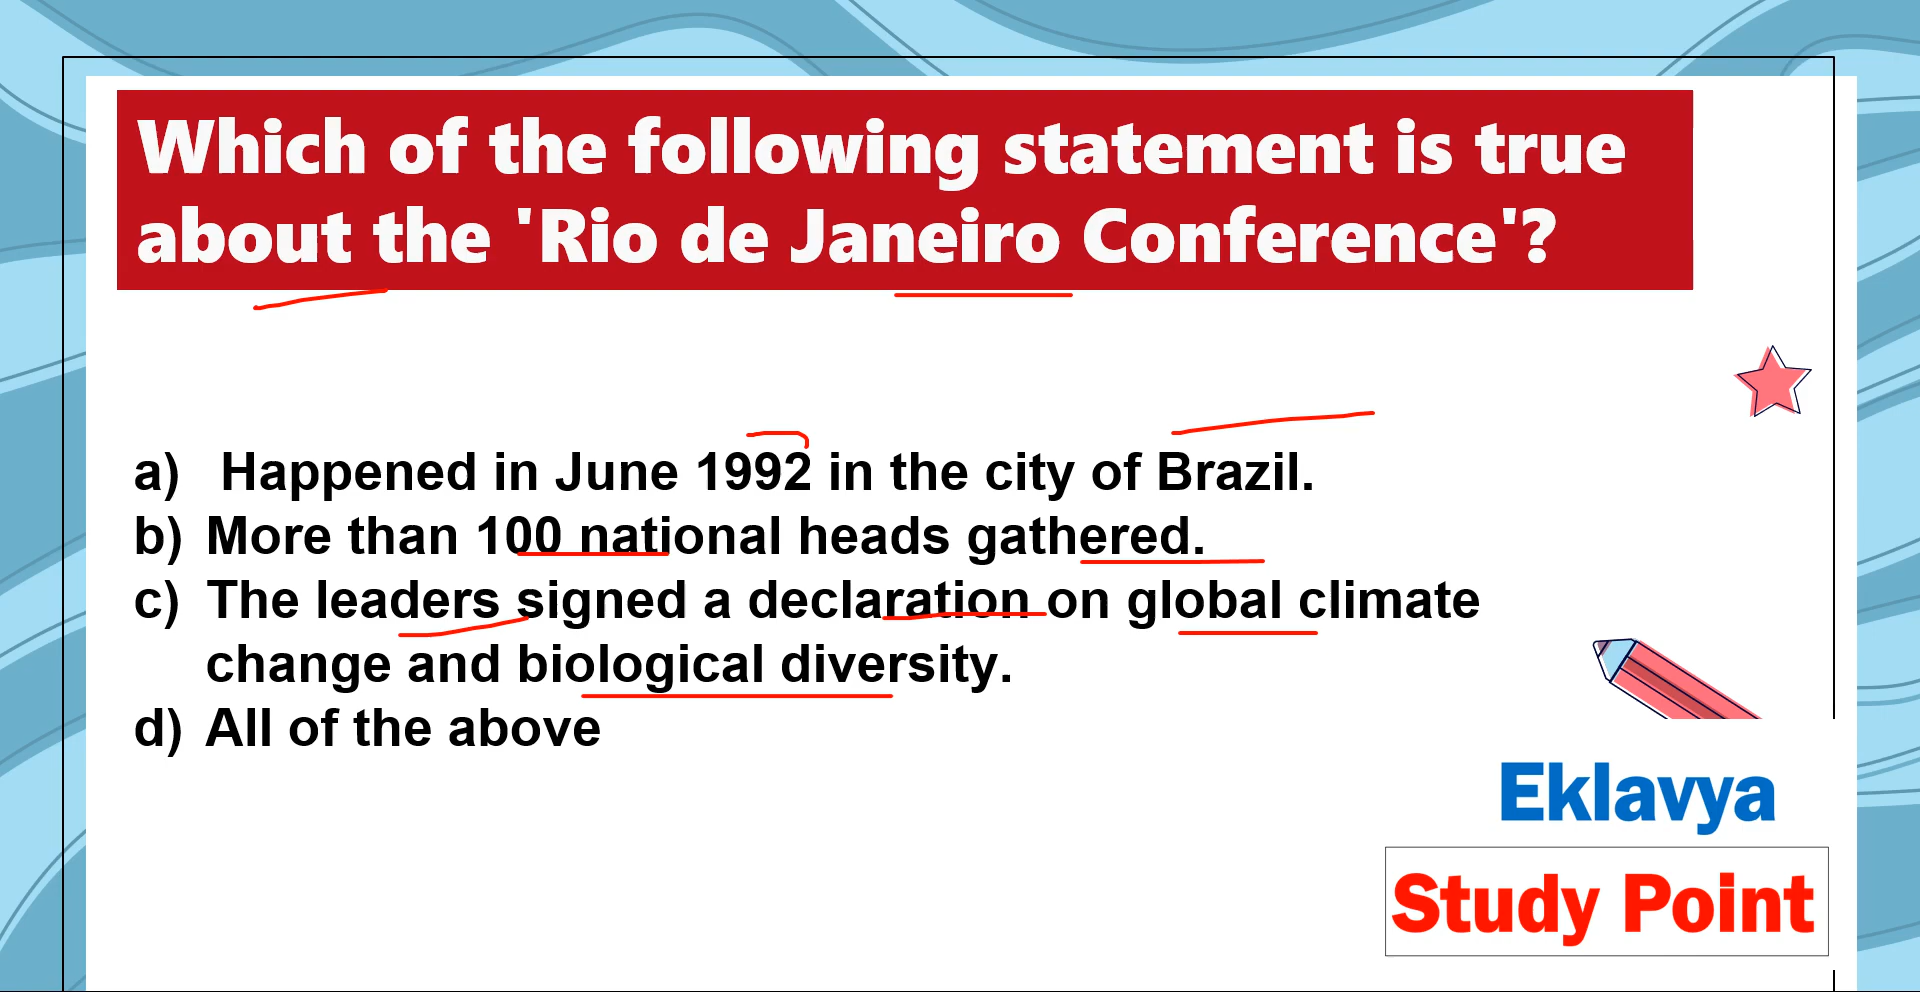 Which of the following statement is true
about the 'Rio de Janeiro Conference'?
a) Happened in June 1992 in the city of Brazil.
b) More than 100 national heads gathered.
c) The leaders signed a declaration on global climate
change and biological diversity.
d) All of the above
Eklavya
Study Point